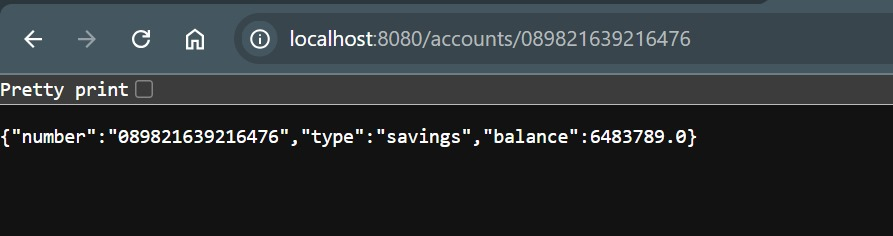 localhost:8080/accounts/089821639216476
Pretty print
{"number":"089821639216476","type":"savings","balance":6483789.0}